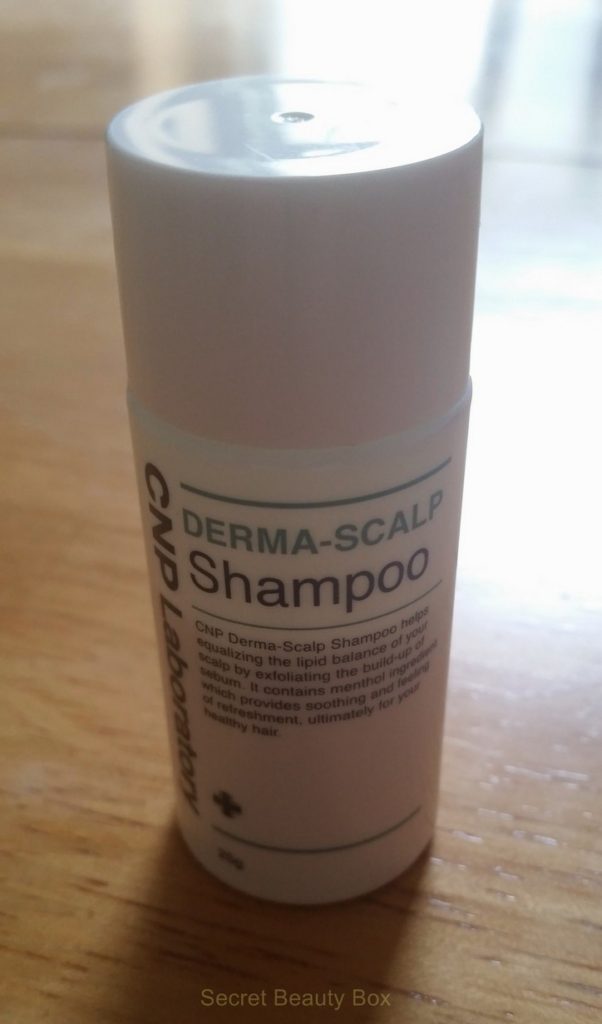 CNP Laboratory
DERMA-SCALP
Shampoo
CNP Derma-Scalp Shampoo helps
equalizing the lipid balance of your
scalp by exfoliating the build-up of
sebum. It contains menthol ingredient
which provides soothing and feeling
of refreshment, ultimately for your
healthy hair.
Secret Beauty Box